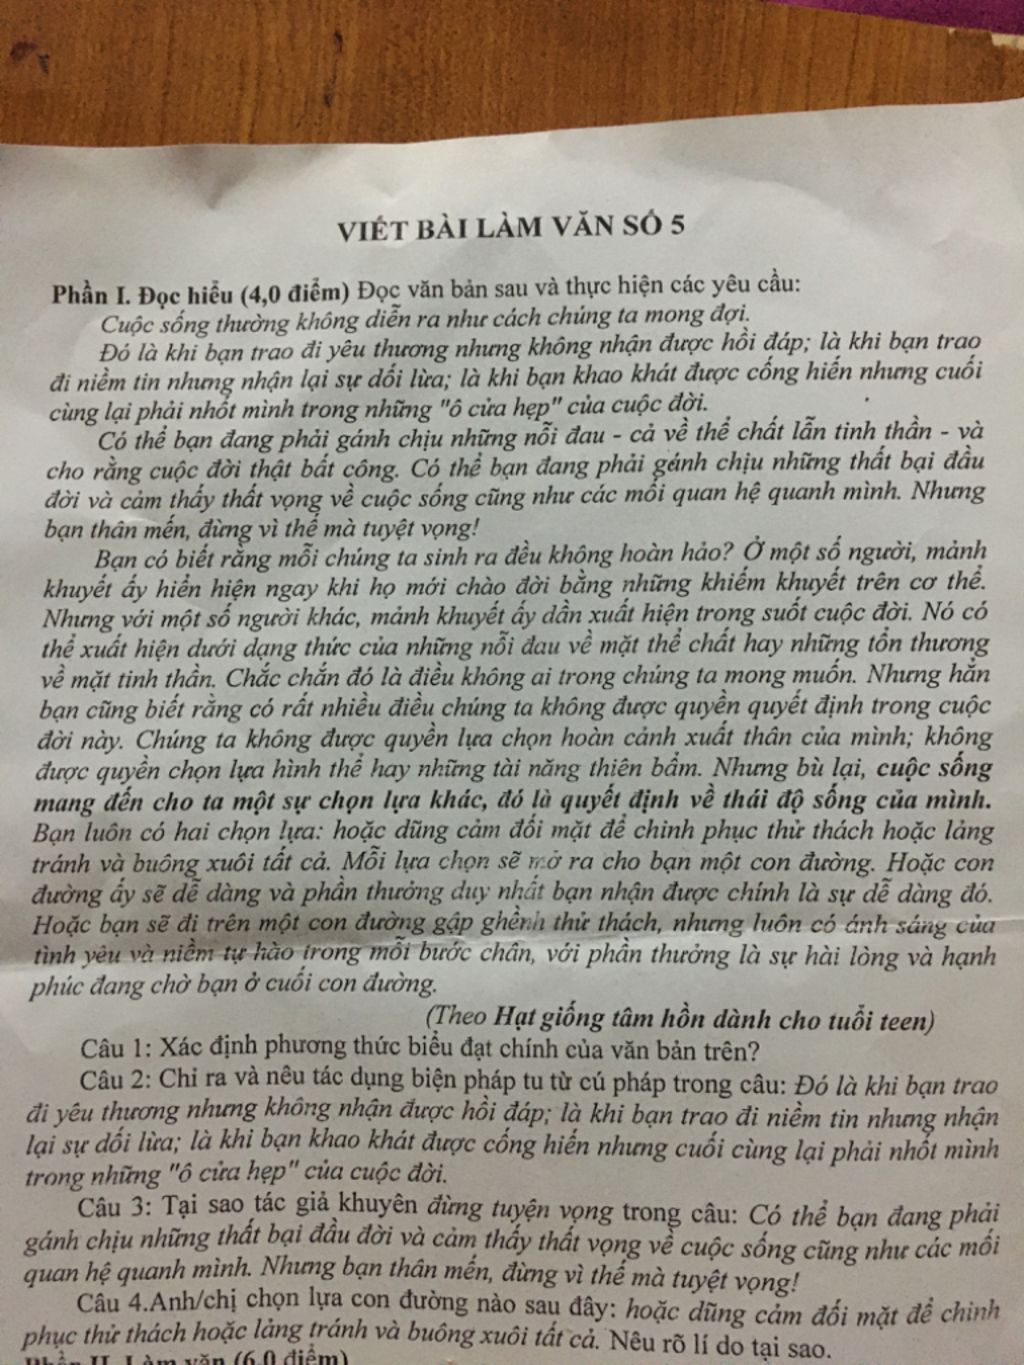 VIẾT BÀI LÀM VĂN SỐ 5
Phần I. Đọc hiểu (4,0 điểm) Đọc văn bản sau và thực hiện các yêu cầu:
Cuộc sống thường không diễn ra như cách chúng ta mong đợi.
Đó là khi bạn trao đi yêu thương nhưng không nhận được hồi đáp; là khi bạn trao
đi niềm tin nhưng nhận lại sự dối lừa; là khi bạn khao khát được cống hiến nhưng cuối
cùng lại phải nhốt mình trong những "ô cửa hẹp" của cuộc đời.
Có thể bạn đang phải gánh chịu những nỗi đau - cả về thể chất lẫn tinh thần - và
cho rằng cuộc đời thật bất công. Có thể bạn đang phải gánh chịu những thất bại đầu
đời và cảm thấy thất vọng về cuộc sống cũng như các mối quan hệ quanh mình. Nhưng
bạn thân mến, đừng vì thế mà tuyệt vọng!
Bạn có biết rằng mỗi chúng ta sinh ra đều không hoàn hảo? Ở một số người, mảnh
khuyết ấy hiển hiện ngay khi họ mới chào đời bằng những khiếm khuyết trên cơ thể.
Nhưng với một số người khác, mảnh khuyết ấy dần xuất hiện trong suốt cuộc đời. Nó có
thể xuất hiện dưới dạng thức của những nỗi đau về mặt thể chất hay những tổn thương
về mặt tinh thần. Chắc chắn đó là điều không ai trong chúng ta mong muốn. Nhưng hẳn
bạn cũng biết rằng có rất nhiều điều chúng ta không được quyền quyết định trong cuộc
đời này. Chúng ta không được quyền lựa chọn hoàn cảnh xuất thân của mình; không
được quyền chọn lựa hình thể hay những tài năng thiên bẩm. Nhưng bù lại, cuộc sống
mang đến cho ta một sự chọn lựa khác, đó là quyết định về thái độ sống của mình.
Bạn luôn có hai chọn lựa: hoặc dũng cảm đối mặt để chinh phục thử thách hoặc lảng
tránh và buông xuôi tất cả. Mỗi lựa chọn sẽ mở ra cho bạn một con đường. Hoặc con
đường ấy sẽ dễ dàng và phần thưởng duy nhất bạn nhận được chính là sự dễ dàng đó.
Hoặc bạn sẽ đi trên một con đường gập ghềnh thử thách, nhưng luôn có ánh sáng của
tình yêu và niềm tự hào trong mỗi bước chân, với phần thưởng là sự hài lòng và hạnh
phúc đang chờ bạn ở cuối con đường.
(Theo Hạt giống tâm hồn dành cho tuổi teen)
Câu 1: Xác định phương thức biểu đạt chính của văn bản trên?
Câu 2: Chỉ ra và nêu tác dụng biện pháp tu từ cú pháp trong câu: Đó là khi bạn trao
đi yêu thương nhưng không nhận được hồi đáp; là khi bạn trao đi niềm tin nhưng nhận
lại sự dối lừa; là khi bạn khao khát được cống hiến nhưng cuối cùng lại phải nhốt mình
trong những "ô cửa hẹp" của cuộc đời.
Câu 3: Tại sao tác giả khuyên đừng tuyện vọng trong câu: Có thể bạn đang phải
gánh chịu những thất bại đầu đời và cảm thấy thất vọng về cuộc sống cũng như các mối
quan hệ quanh mình. Nhưng bạn thân mến, đừng vì thế mà tuyệt vọng!
Câu 4.Anh/chị chọn lựa con đường nào sau đây: hoặc dũng cảm đối mặt để chinh
phục thử thách hoặc lảng tránh và buông xuôi tất cả. Nêu rõ lí do tại sao.
Phần II. Làm văn (6,0 điểm)